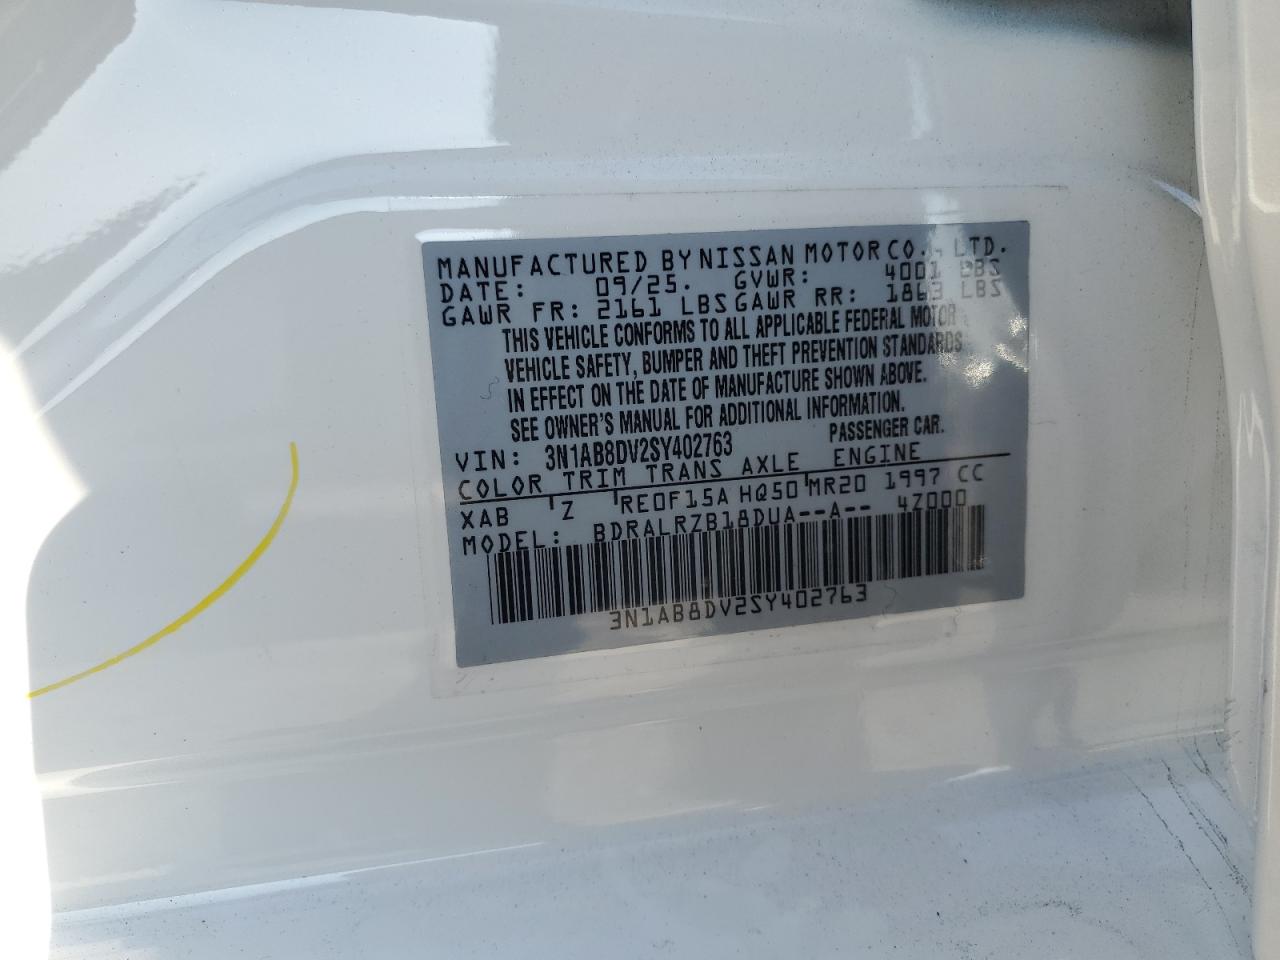 MANUFACTURED BY NISSAN MOTOR CO., LTD.
DATE: 09/25. GVWR: 4001 LBS
GAWR FR: 2161 LBS GAWR RR: 1863 LBS
THIS VEHICLE CONFORMS TO ALL APPLICABLE FEDERAL MOTOR
VEHICLE SAFETY, BUMPER AND THEFT PREVENTION STANDARDS
IN EFFECT ON THE DATE OF MANUFACTURE SHOWN ABOVE.
SEE OWNER'S MANUAL FOR ADDITIONAL INFORMATION.
VIN: 3N1AB8DV2SY402763 PASSENGER CAR.
COLOR TRIM TRANS AXLE ENGINE
XAB Z RE0F15A HQ50 MR20 1997 CC
MODEL: BDRALRZB18DUA--A-- 4Z000
3N1AB8DV2SY402763